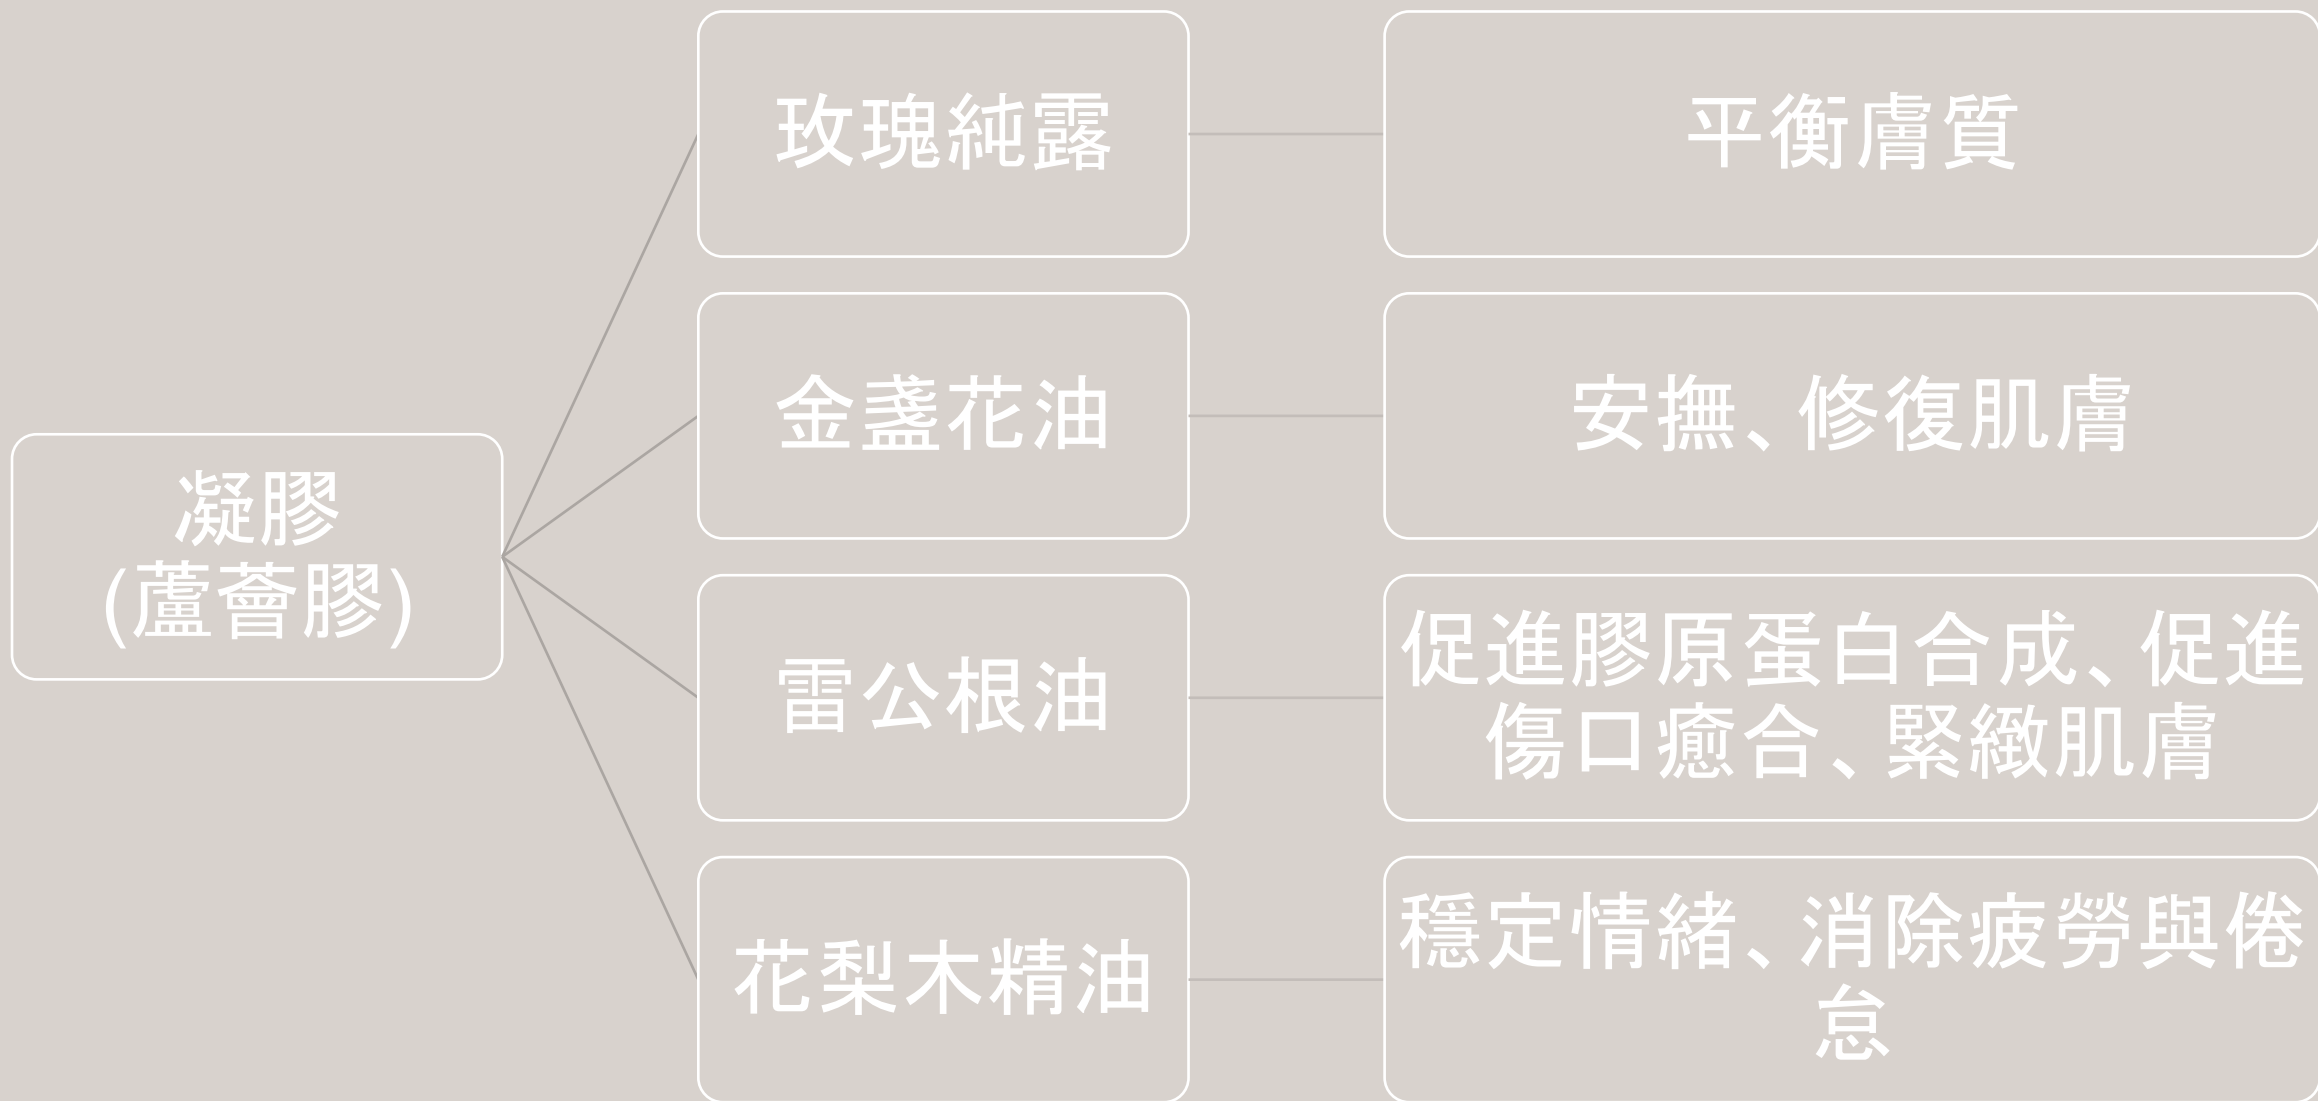 凝膠
(蘆薈膠)
玫瑰純露
平衡膚質
金盞花油
安撫、修復肌膚
雷公根油
促進膠原蛋白合成、促進
傷口癒合、緊緻肌膚
花梨木精油
穩定情緒、消除疲勞與倦
怠